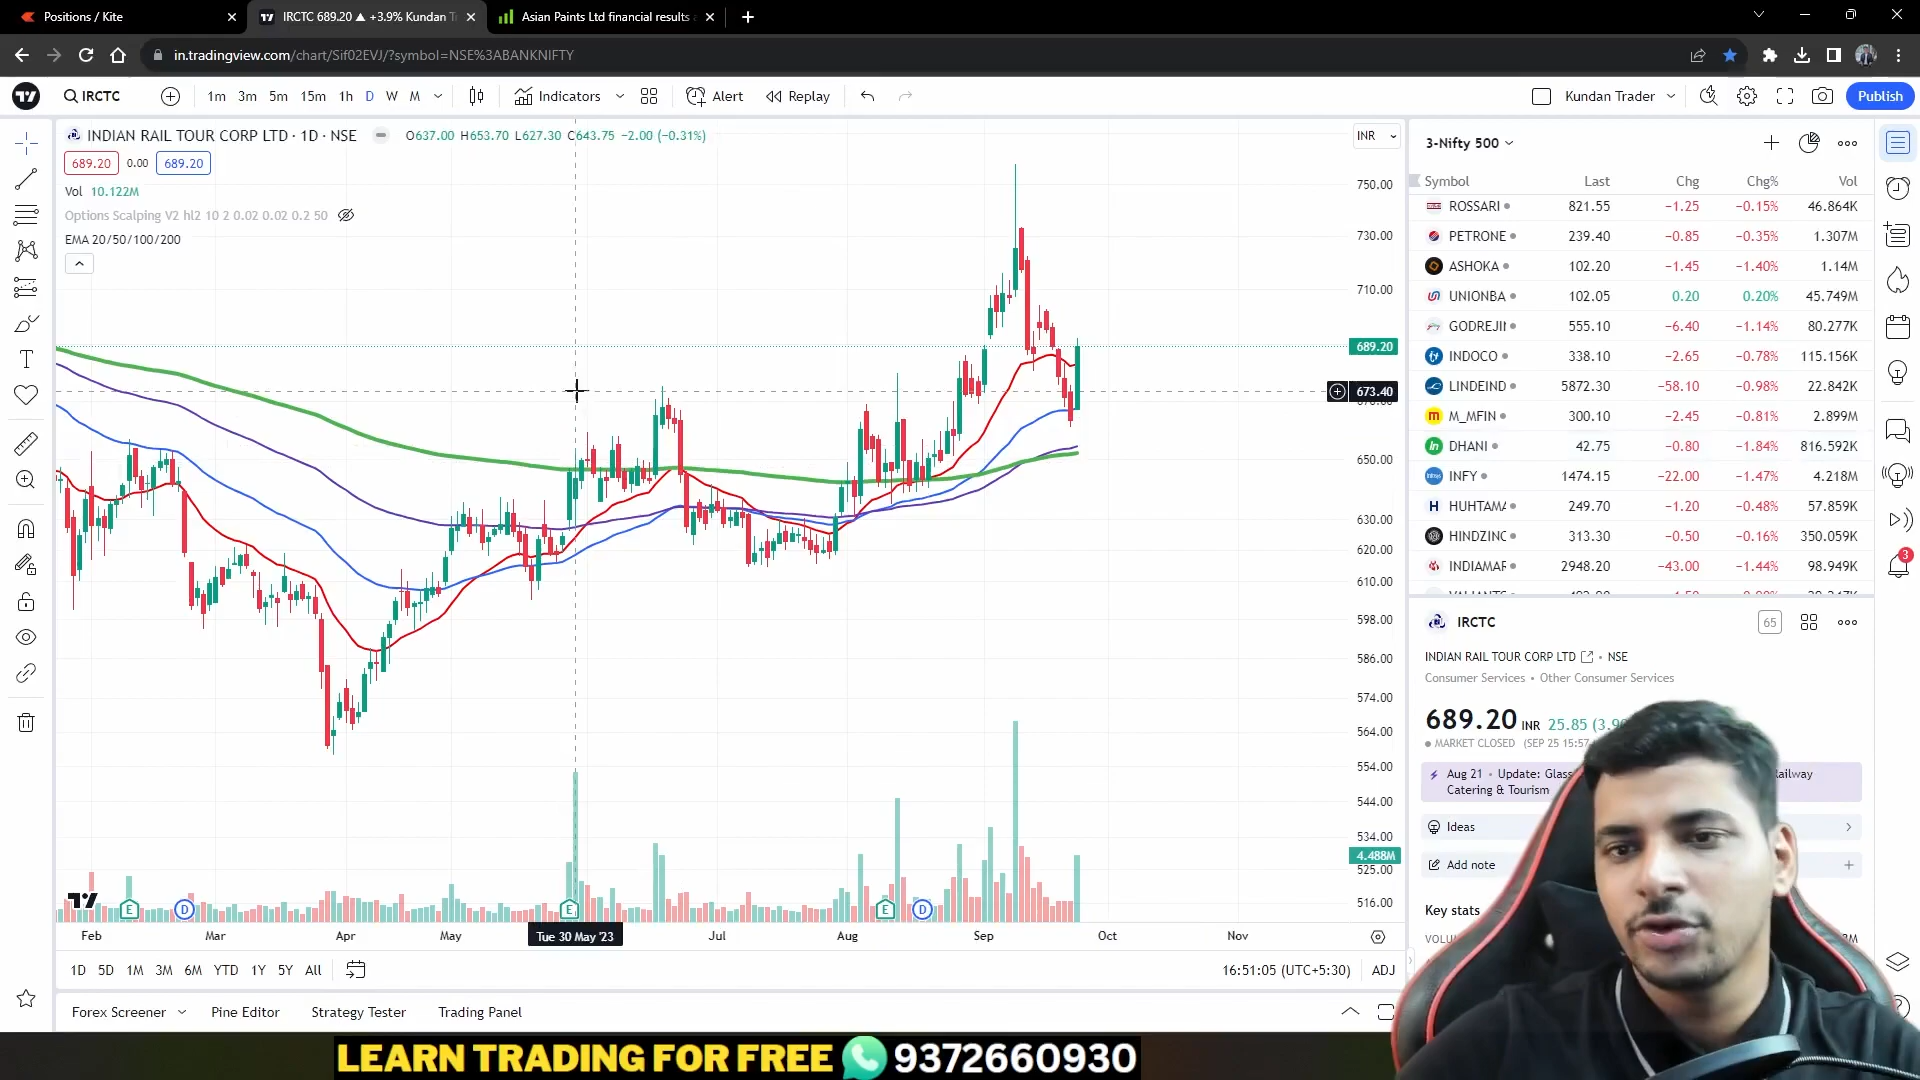 Positions / Kite
IRCTC 689.20 ▲ +3.9% Kundan T
Asian Paints Ltd financial results
in.tradingview.com/chart/Sif02EVJ/?symbol=NSE%3ABANKNIFTY
IRCTC
1m 3m 5m 15m 1h D W M
Indicators
Alert
Replay
Kundan Trader
Publish
INDIAN RAIL TOUR CORP LTD · 1D · NSE
O637.00 H653.70 L627.30 C643.75 −2.00 (−0.31%)
INR
689.20 0.00 689.20
Vol 10.122M
Options Scalping V2 hl2 10 2 0.02 0.02 0.2 50
EMA 20/50/100/200
750.00
730.00
710.00
689.20
673.40
650.00
630.00
620.00
610.00
598.00
586.00
574.00
564.00
554.00
544.00
534.00
4.488M
525.00
516.00
E D E E D
Feb Mar Apr May Tue 30 May '23 Jul Aug Sep Oct Nov
1D 5D 1M 3M 6M YTD 1Y 5Y All
16:51:05 (UTC+5:30) ADJ
Forex Screener Pine Editor Strategy Tester Trading Panel
3-Nifty 500
Symbol Last Chg Chg% Vol
ROSSARI 821.55 −1.25 −0.15% 46.864K
PETRONE 239.40 −0.85 −0.35% 1.307M
ASHOKA 102.20 −1.45 −1.40% 1.14M
UNIONBA 102.05 0.20 0.20% 45.749M
GODREJIN 555.10 −6.40 −1.14% 80.277K
INDOCO 338.10 −2.65 −0.78% 115.156K
LINDEIND 5872.30 −58.10 −0.98% 22.842K
M_MFIN 300.10 −2.45 −0.81% 2.899M
DHANI 42.75 −0.80 −1.84% 816.592K
INFY 1474.15 −22.00 −1.47% 4.218M
HUHTAMA 249.70 −1.20 −0.48% 57.859K
HINDZINC 313.30 −0.50 −0.16% 350.059K
INDIAMAR 2948.20 −43.00 −1.44% 98.949K
3
IRCTC
65
INDIAN RAIL TOUR CORP LTD • NSE
Consumer Services • Other Consumer Services
689.20 INR 25.85
MARKET CLOSED (SEP 25 15:57
Aug 21 • Update: Glass
Railway
Catering & Tourism
Ideas
Add note
Key stats
LEARN TRADING FOR FREE 9372660930